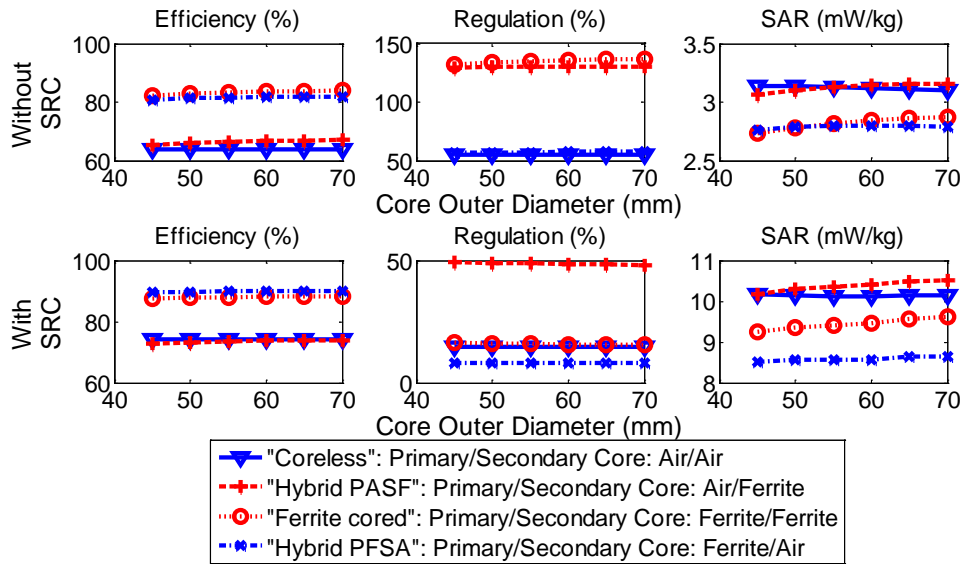 Efficiency (%)
Regulation (%)
SAR (mW/kg)
Without
SRC
100
80
60
40 50 60 70
150
100
50
40 50 60 70
3.5
3
2.5
40 50 60 70
Core Outer Diameter (mm)
Efficiency (%)
Regulation (%)
SAR (mW/kg)
With
SRC
100
80
60
40 50 60 70
50
0
40 50 60 70
11
10
9
8
40 50 60 70
Core Outer Diameter (mm)
"Coreless": Primary/Secondary Core: Air/Air
"Hybrid PASF": Primary/Secondary Core: Air/Ferrite
"Ferrite cored": Primary/Secondary Core: Ferrite/Ferrite
"Hybrid PFSA": Primary/Secondary Core: Ferrite/Air